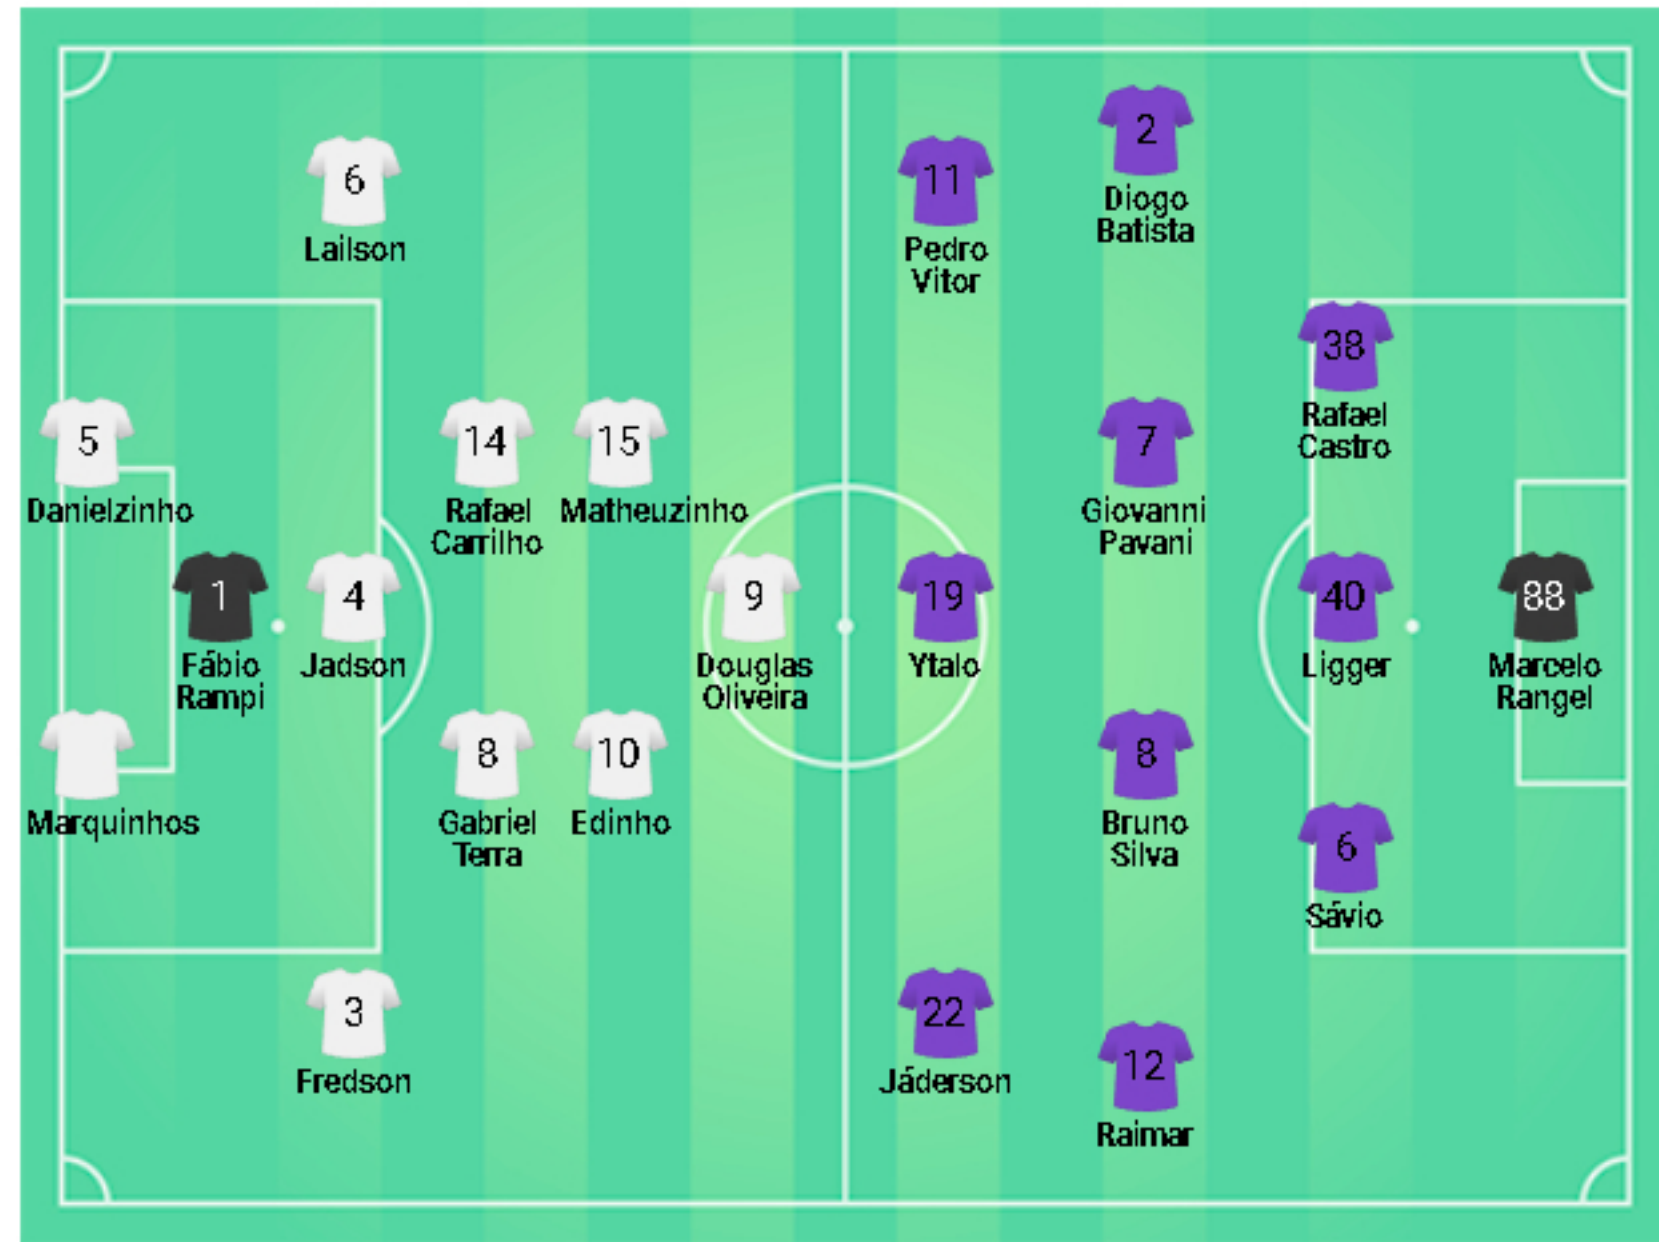 6
Lailson
5
Danielzinho
1
Fábio
Rampi
4
Jadson
Marquinhos
3
Fredson
14
Rafael
Carrilho
15
Matheuzinho
8
Gabriel
Terra
10
Edinho
9
Douglas
Oliveira
11
Pedro
Vitor
19
Ytalo
22
Jáderson
2
Diogo
Batista
7
Giovanni
Pavani
8
Bruno
Silva
12
Raimar
38
Rafael
Castro
40
Ligger
6
Sávio
88
Marcelo
Rangel